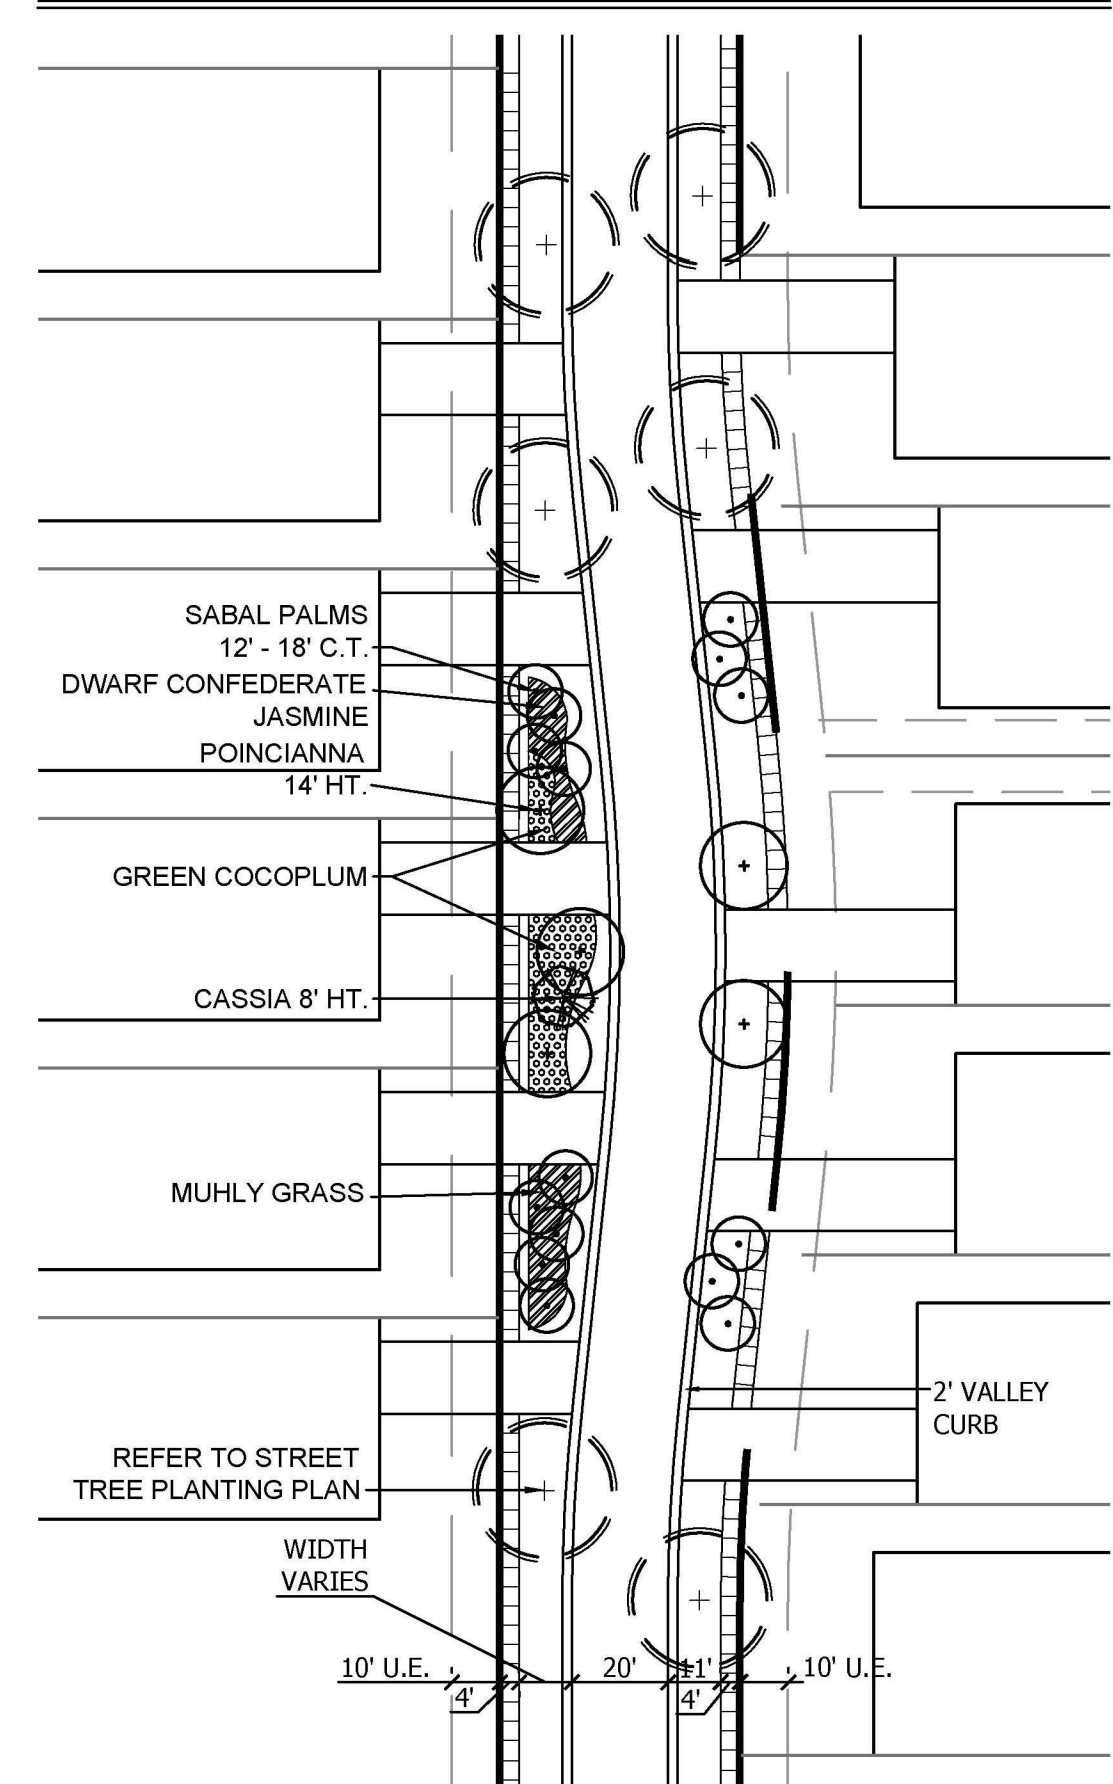 SABAL PALMS
12' - 18' C.T.
DWARF CONFEDERATE
JASMINE
POINCIANNA
14' HT.
GREEN COCOPLUM
CASSIA 8' HT.
MUHLY GRASS
2' VALLEY
CURB
REFER TO STREET
TREE PLANTING PLAN
WIDTH
VARIES
10' U.E.
4'
20'
11'
4'
10' U.E.